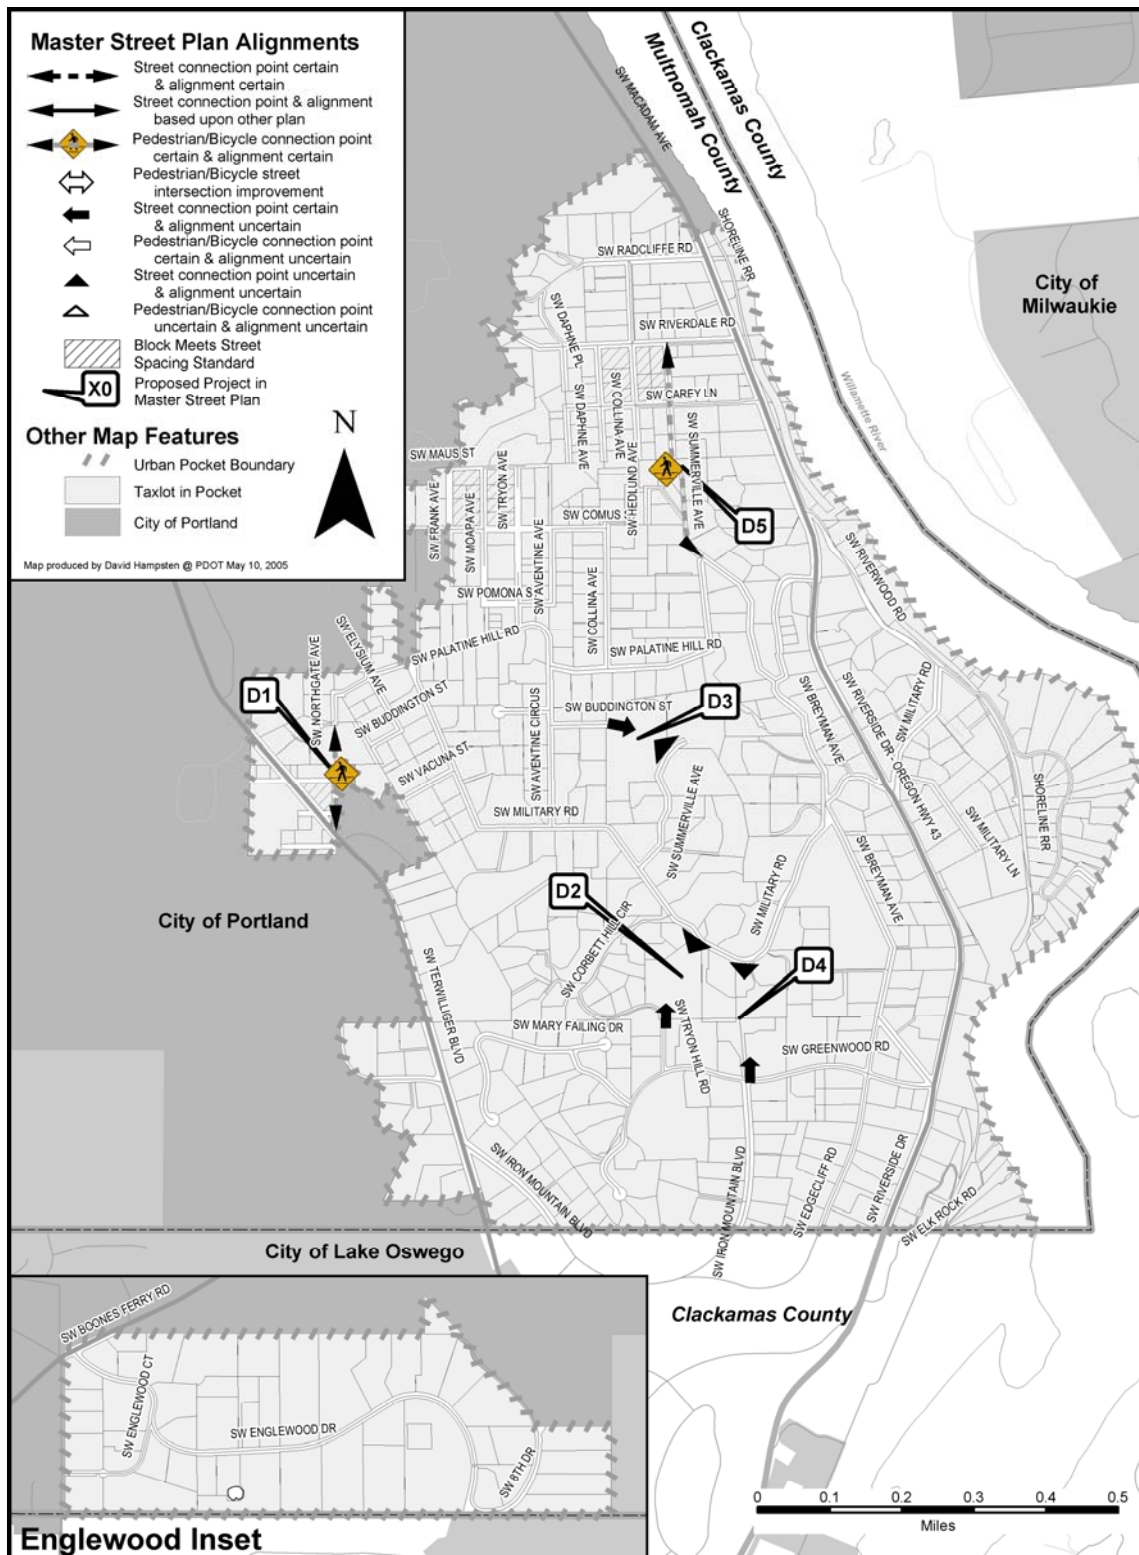 Master Street Plan Alignments
Street connection point certain
& alignment certain
Street connection point & alignment
based upon other plan
Pedestrian/Bicycle connection point
certain & alignment certain
Pedestrian/Bicycle street
intersection improvement
Street connection point certain
& alignment uncertain
Pedestrian/Bicycle connection point
certain & alignment uncertain
Street connection point uncertain
& alignment uncertain
Pedestrian/Bicycle connection point
uncertain & alignment uncertain
Block Meets Street
Spacing Standard
X0
Proposed Project in
Master Street Plan
Other Map Features
N
Urban Pocket Boundary
Taxlot in Pocket
City of Portland
Map produced by David Hampsten @ PDOT May 10, 2005
Clackamas County
Multnomah County
SW MACADAM AVE
SHORELINE RR
SW RADCLIFFE RD
City of
Milwaukie
SW DAPHNE PL
SW RIVERDALE RD
Willamette River
SW COLLINA AVE
SW CAREY LN
SW DAPHNE AVE
SW SUMMERVILLE AVE
SW HEDLUND AVE
SW MAUS ST
SW TRYON AVE
SW MOAPA AVE
SW FRANK AVE
SW COMUS S
D5
SW AVENTINE AVE
SW COLLINA AVE
SW RIVERWOOD RD
SW POMONA S
SW ELYSIUM AVE
SW PALATINE HILL RD
SW PALATINE HILL RD
SW NORTHGATE AVE
D1
SW BUDDINGTON ST
SW BUDDINGTON ST
D3
SW BREYMAN AVE
SW RIVERSIDE DR - OREGON HWY 43
SW MILITARY RD
SW AVENTINE CIRCUS
SW VACUNA ST
SW SUMMERVILLE AVE
SHORELINE RR
SW MILITARY RD
SW MILITARY LN
SW MILITARY RD
SW BREYMAN AVE
D2
City of Portland
SW CORBETT HILL CIR
D4
SW TERWILLIGER BLVD
SW MARY FAILING DR
SW TRYON HILL RD
SW GREENWOOD RD
SW IRON MOUNTAIN BLVD
SW IRON MOUNTAIN BLVD
SW EDGECLIFF RD
SW RIVERSIDE DR
SW ELK ROCK RD
City of Lake Oswego
Clackamas County
SW BOONES FERRY RD
SW ENGLEWOOD CT
SW ENGLEWOOD DR
SW 8TH DR
0 0.1 0.2 0.3 0.4 0.5
Miles
Englewood Inset